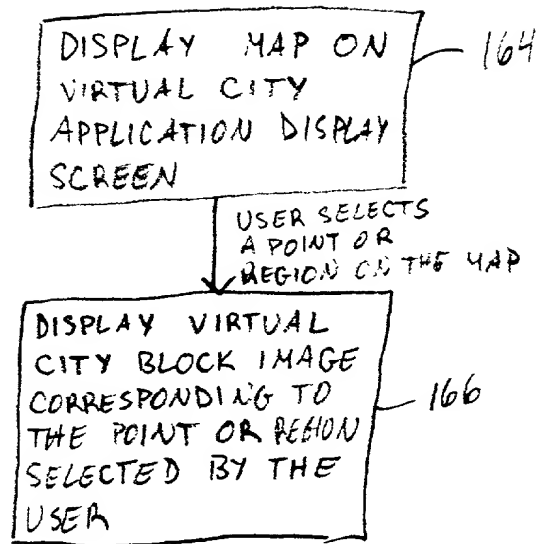 DISPLAY MAP ON
VIRTUAL CITY
APPLICATION DISPLAY
SCREEN
164
USER SELECTS
A POINT OR
REGION ON THE MAP
DISPLAY VIRTUAL
CITY BLOCK IMAGE
CORRESPONDING TO
THE POINT OR REGION
SELECTED BY THE
USER
166